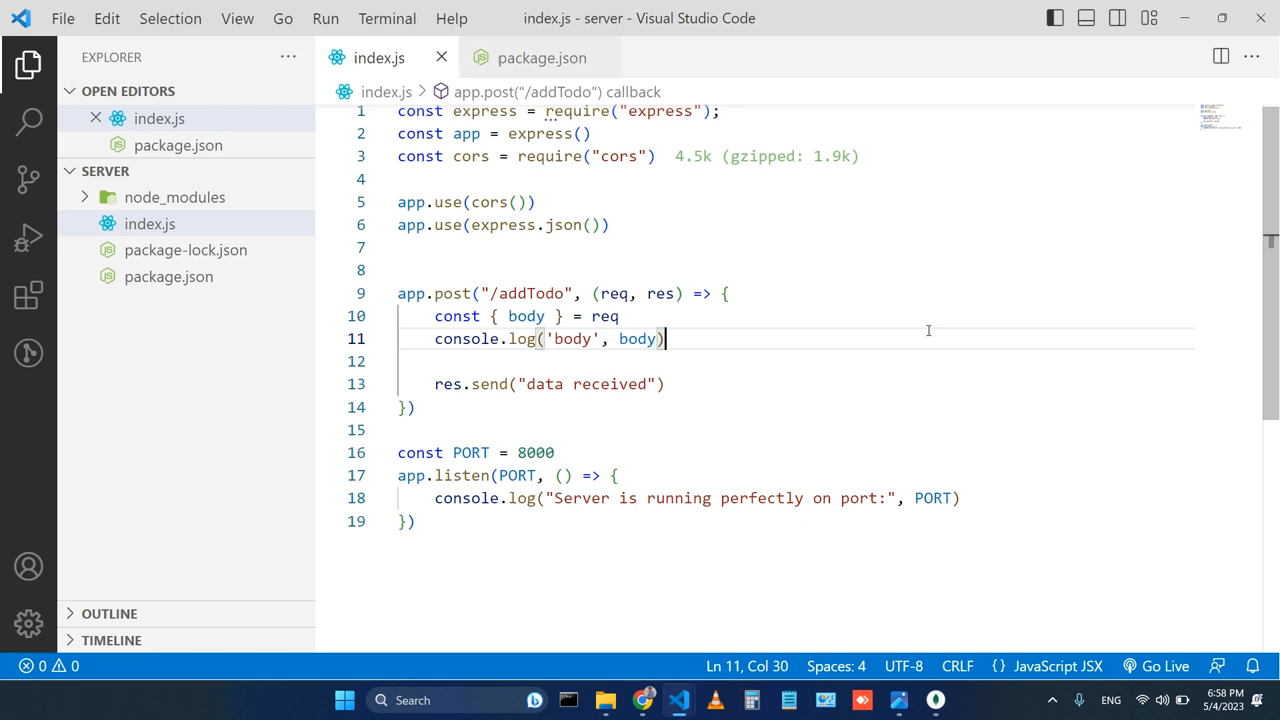 File Edit Selection View Go Run Terminal Help index.js - server - Visual Studio Code
EXPLORER
OPEN EDITORS
index.js
package.json
SERVER
node_modules
index.js
package-lock.json
package.json
OUTLINE
TIMELINE
index.js package.json
index.js app.post("/addTodo") callback
1 const express = require("express");
2 const app = express()
3 const cors = require("cors") 4.5k (gzipped: 1.9k)
4
5 app.use(cors())
6 app.use(express.json())
7
8
9 app.post("/addTodo", (req, res) => {
10 const { body } = req
11 console.log('body', body)
12
13 res.send("data received")
14 })
15
16 const PORT = 8000
17 app.listen(PORT, () => {
18 console.log("Server is running perfectly on port:", PORT)
19 })
0 0 Ln 11, Col 30 Spaces: 4 UTF-8 CRLF {} JavaScript JSX Go Live
Search ENG 6:58 PM
5/4/2023